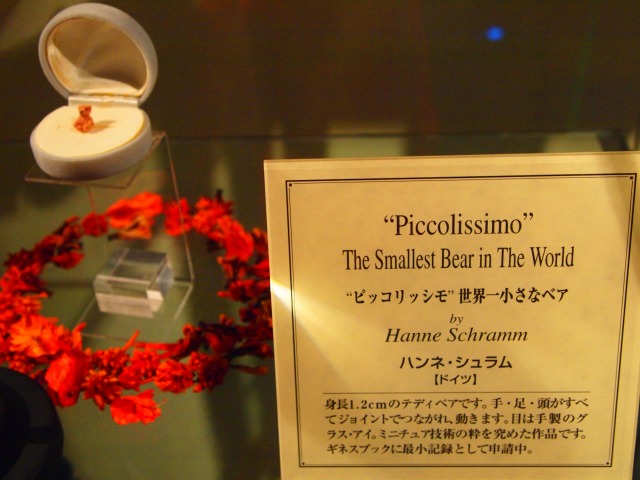 “Piccolissimo”
The Smallest Bear in The World
“ピッコリッシモ”世界一小さなベア
by
Hanne Schramm
ハンネ・シュラム
【ドイツ】
身長1.2cmのテディベアです。手・足・頭がすべ
てジョイントでつながれ、動きます。目は手製のグ
ラス・アイ。ミニチュア技術の粋を究めた作品です。
ギネスブックに最小記録として申請中。